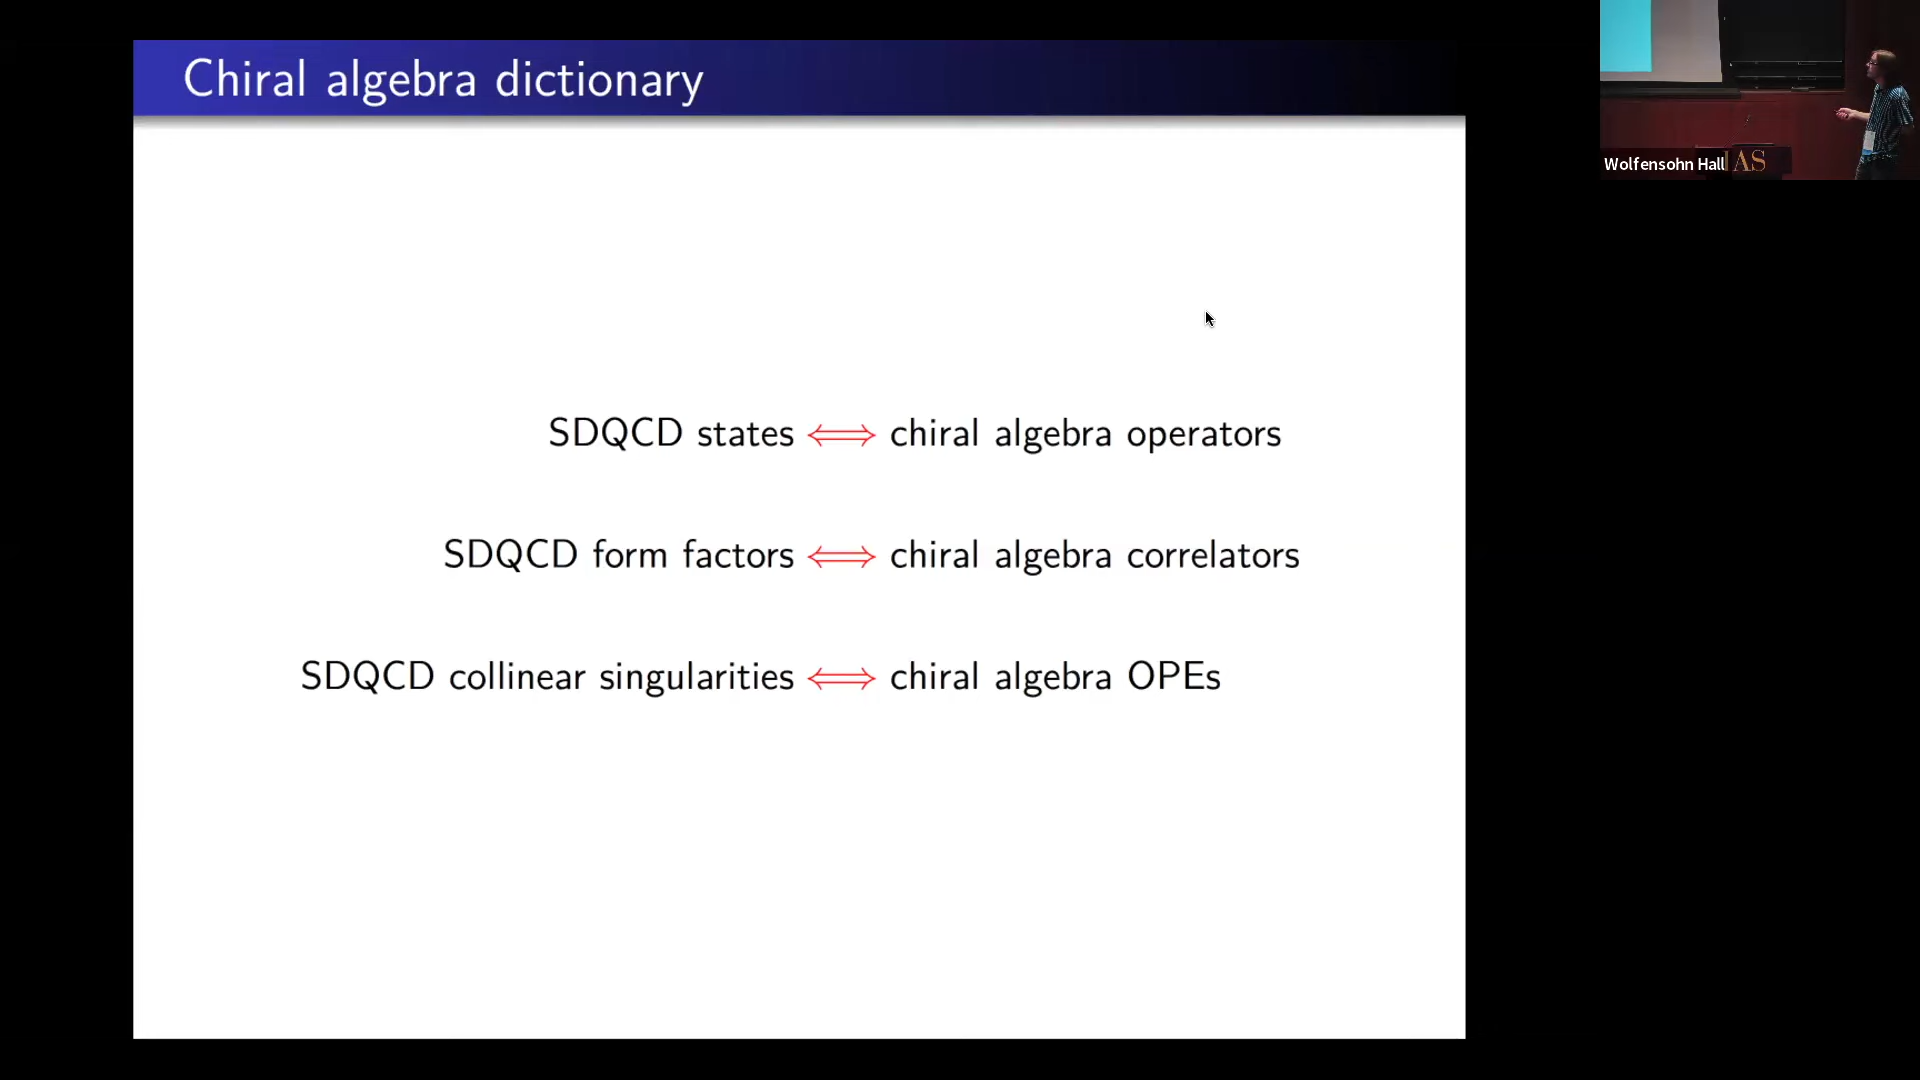 Chiral algebra dictionary
SDQCD states ⟺ chiral algebra operators
SDQCD form factors ⟺ chiral algebra correlators
SDQCD collinear singularities ⟺ chiral algebra OPEs
Wolfensohn Hall
AS